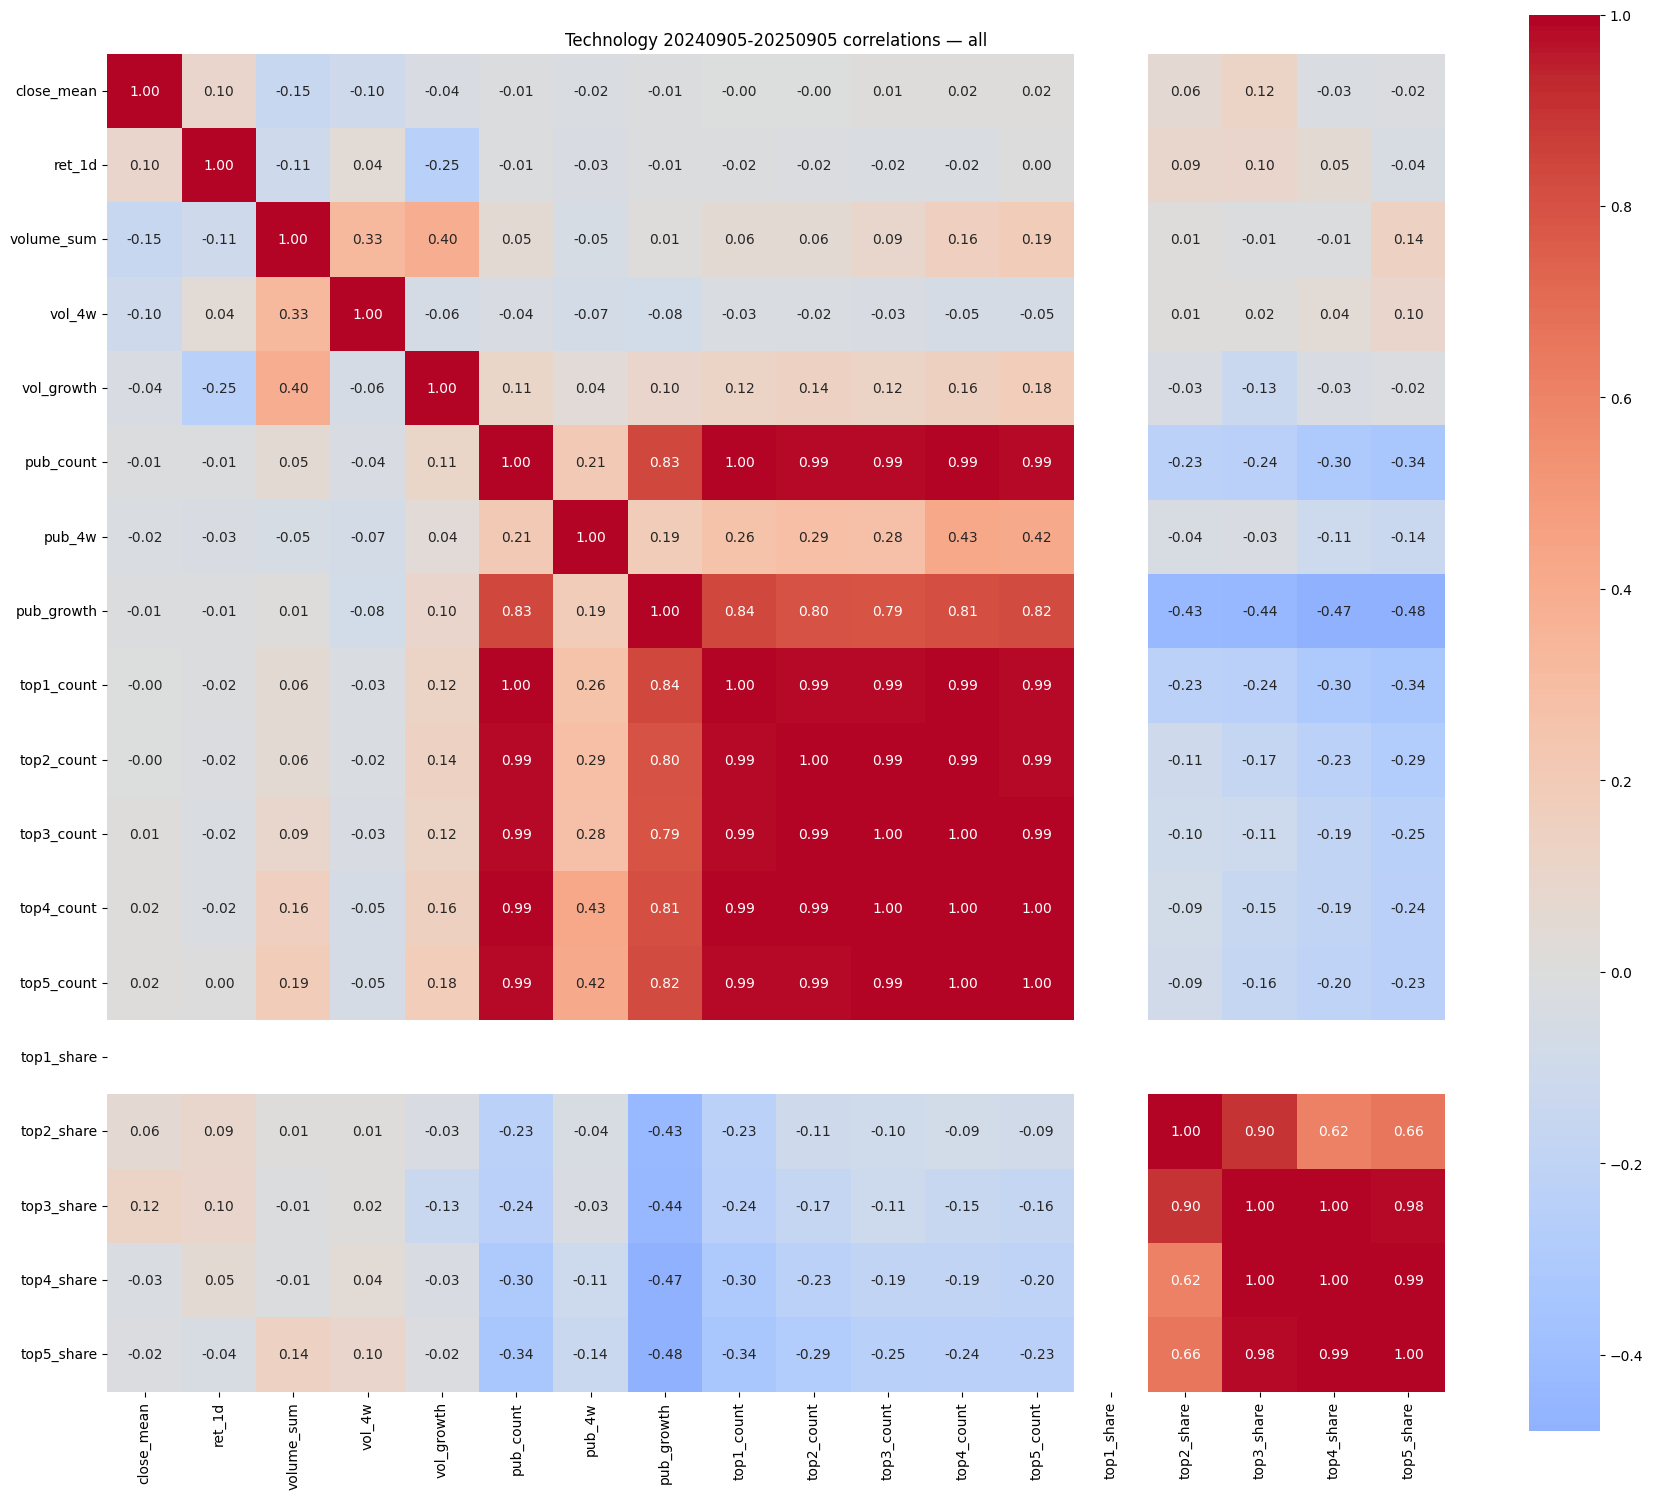 Technology 20240905-20250905 correlations — all
close_mean 1.00 0.10 -0.15 -0.10 -0.04 -0.01 -0.02 -0.01 -0.00 -0.00 0.01 0.02 0.02 0.06 0.12 -0.03 -0.02
ret_1d 0.10 1.00 -0.11 0.04 -0.25 -0.01 -0.03 -0.01 -0.02 -0.02 -0.02 -0.02 0.00 0.09 0.10 0.05 -0.04
volume_sum -0.15 -0.11 1.00 0.33 0.40 0.05 -0.05 0.01 0.06 0.06 0.09 0.16 0.19 0.01 -0.01 -0.01 0.14
vol_4w -0.10 0.04 0.33 1.00 -0.06 -0.04 -0.07 -0.08 -0.03 -0.02 -0.03 -0.05 -0.05 0.01 0.02 0.04 0.10
vol_growth -0.04 -0.25 0.40 -0.06 1.00 0.11 0.04 0.10 0.12 0.14 0.12 0.16 0.18 -0.03 -0.13 -0.03 -0.02
pub_count -0.01 -0.01 0.05 -0.04 0.11 1.00 0.21 0.83 1.00 0.99 0.99 0.99 0.99 -0.23 -0.24 -0.30 -0.34
pub_4w -0.02 -0.03 -0.05 -0.07 0.04 0.21 1.00 0.19 0.26 0.29 0.28 0.43 0.42 -0.04 -0.03 -0.11 -0.14
pub_growth -0.01 -0.01 0.01 -0.08 0.10 0.83 0.19 1.00 0.84 0.80 0.79 0.81 0.82 -0.43 -0.44 -0.47 -0.48
top1_count -0.00 -0.02 0.06 -0.03 0.12 1.00 0.26 0.84 1.00 0.99 0.99 0.99 0.99 -0.23 -0.24 -0.30 -0.34
top2_count -0.00 -0.02 0.06 -0.02 0.14 0.99 0.29 0.80 0.99 1.00 0.99 0.99 0.99 -0.11 -0.17 -0.23 -0.29
top3_count 0.01 -0.02 0.09 -0.03 0.12 0.99 0.28 0.79 0.99 0.99 1.00 1.00 0.99 -0.10 -0.11 -0.19 -0.25
top4_count 0.02 -0.02 0.16 -0.05 0.16 0.99 0.43 0.81 0.99 0.99 1.00 1.00 1.00 -0.09 -0.15 -0.19 -0.24
top5_count 0.02 0.00 0.19 -0.05 0.18 0.99 0.42 0.82 0.99 0.99 0.99 1.00 1.00 -0.09 -0.16 -0.20 -0.23
top1_share
top2_share 0.06 0.09 0.01 0.01 -0.03 -0.23 -0.04 -0.43 -0.23 -0.11 -0.10 -0.09 -0.09 1.00 0.90 0.62 0.66
top3_share 0.12 0.10 -0.01 0.02 -0.13 -0.24 -0.03 -0.44 -0.24 -0.17 -0.11 -0.15 -0.16 0.90 1.00 1.00 0.98
top4_share -0.03 0.05 -0.01 0.04 -0.03 -0.30 -0.11 -0.47 -0.30 -0.23 -0.19 -0.19 -0.20 0.62 1.00 1.00 0.99
top5_share -0.02 -0.04 0.14 0.10 -0.02 -0.34 -0.14 -0.48 -0.34 -0.29 -0.25 -0.24 -0.23 0.66 0.98 0.99 1.00
close_mean ret_1d volume_sum vol_4w vol_growth pub_count pub_4w pub_growth top1_count top2_count top3_count top4_count top5_count top1_share top2_share top3_share top4_share top5_share
1.0
0.8
0.6
0.4
0.2
0.0
−0.2
−0.4